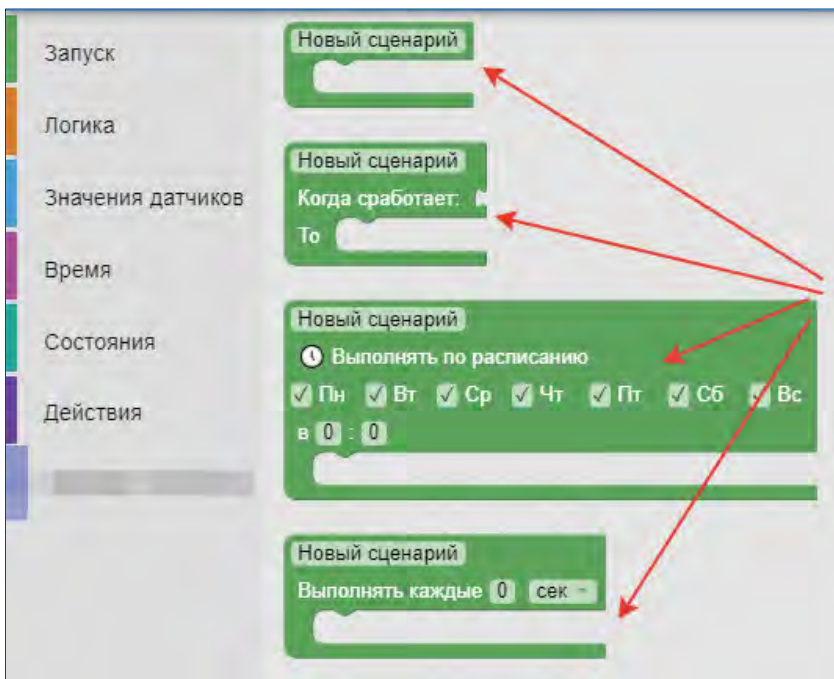 Запуск
Логика
Значения датчиков
Время
Состояния
Действия
Новый сценарий
Новый сценарий
Когда сработает:
То
Новый сценарий
Выполнять по расписанию
Пн Вт Ср Чт Пт Сб Вс
в 0 : 0
Новый сценарий
Выполнять каждые 0 сек